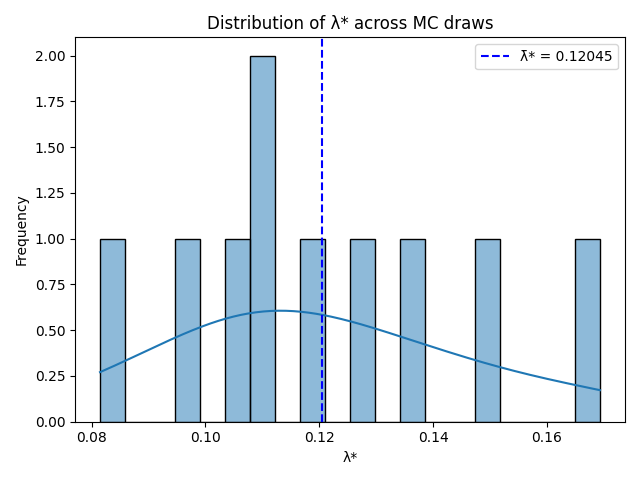 Distribution of λ* across MC draws
λ̄* = 0.12045
Frequency
2.00
1.75
1.50
1.25
1.00
0.75
0.50
0.25
0.00
0.08 0.10 0.12 0.14 0.16
λ*